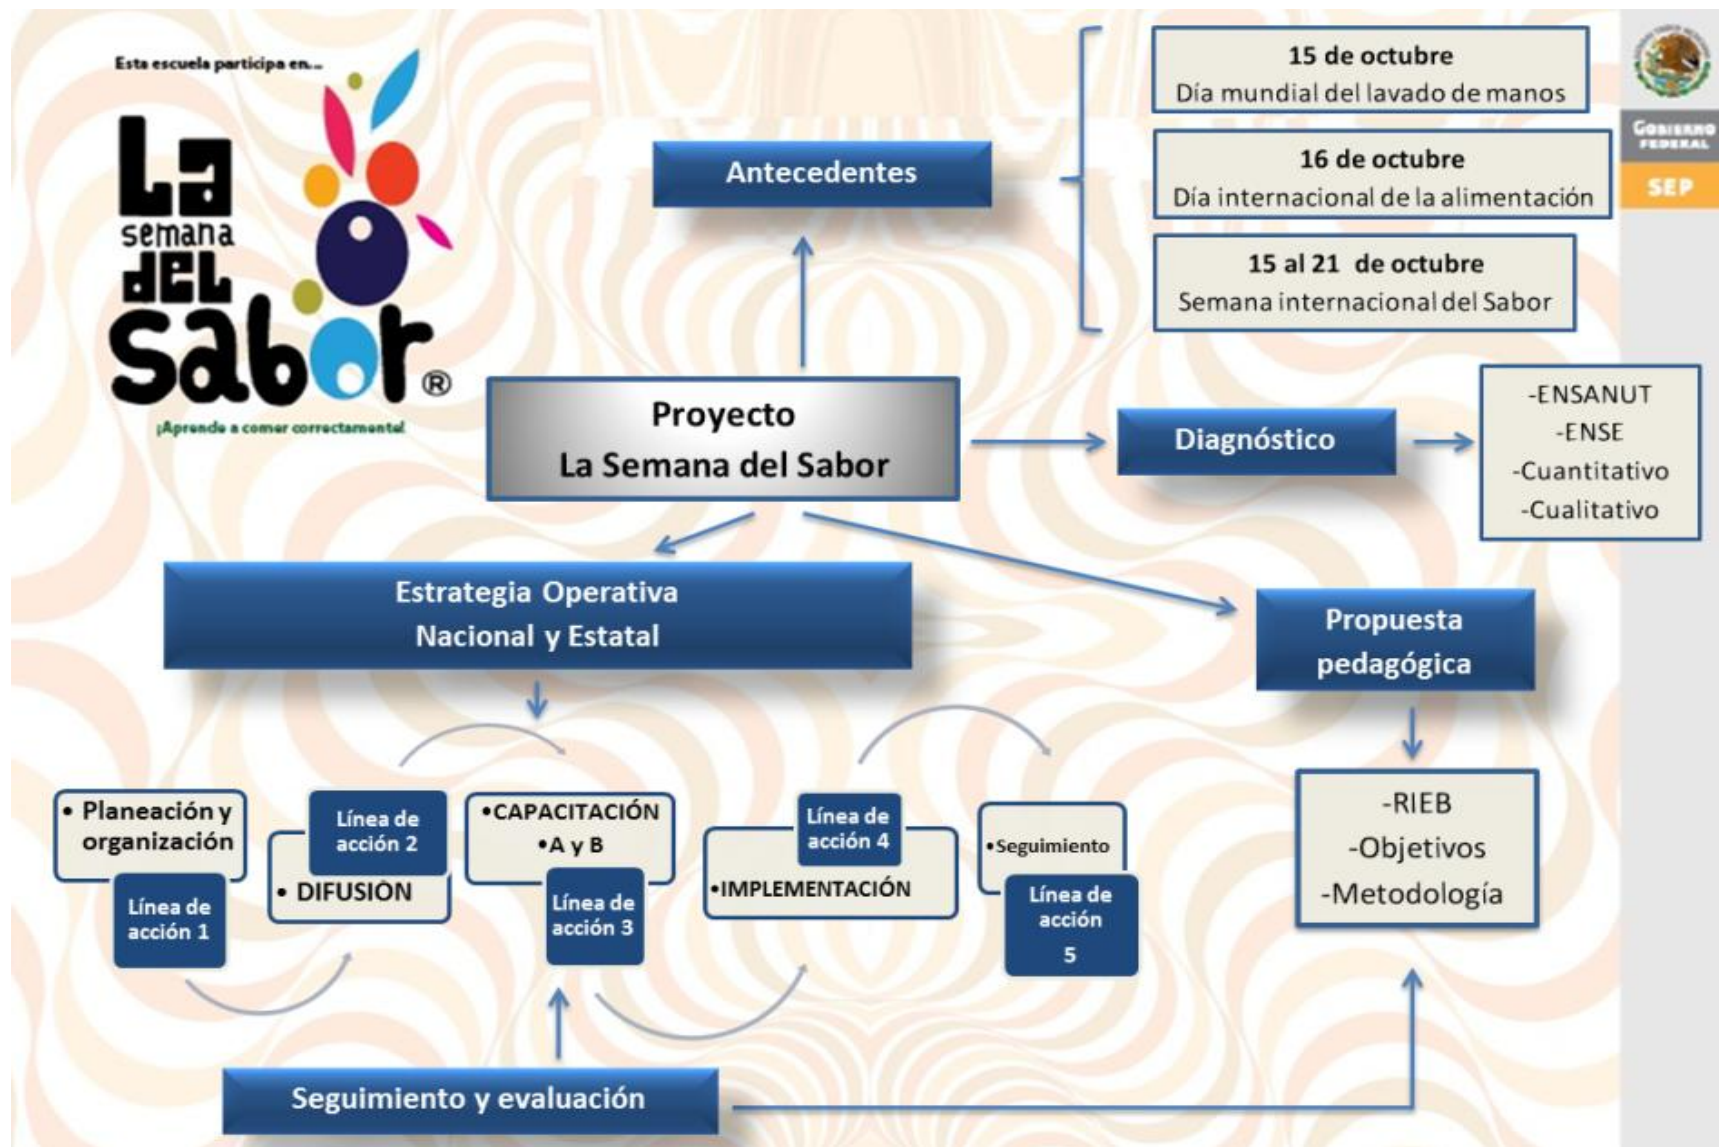 Esta escuela participa en...
La
semana
del
sabor®
¡Aprende a comer correctamente!
Antecedentes
15 de octubre
Día mundial del lavado de manos
16 de octubre
Día internacional de la alimentación
15 al 21 de octubre
Semana internacional del Sabor
GOBIERNO
FEDERAL
SEP
Proyecto
La Semana del Sabor
Diagnóstico
-ENSANUT
-ENSE
-Cuantitativo
-Cualitativo
Estrategia Operativa
Nacional y Estatal
Propuesta
pedagógica
• Planeación y
organización
Línea de
acción 1
Línea de
acción 2
• DIFUSIÓN
•CAPACITACIÓN
•A y B
Línea de
acción 3
Línea de
acción 4
•IMPLEMENTACIÓN
•Seguimiento
Línea de
acción
5
-RIEB
-Objetivos
-Metodología
Seguimiento y evaluación